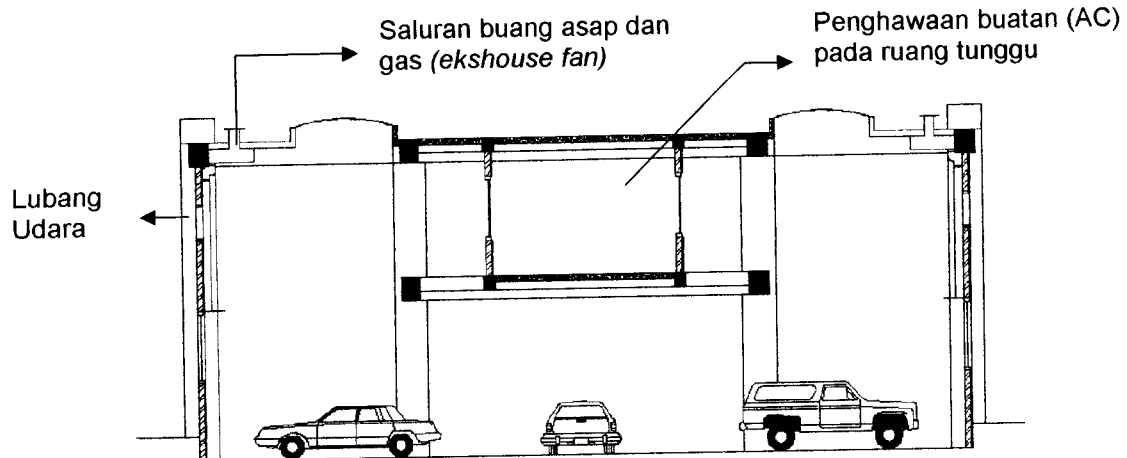 Saluran buang asap dan
gas (ekshouse fan)
Penghawaan buatan (AC)
pada ruang tunggu
Lubang
Udara